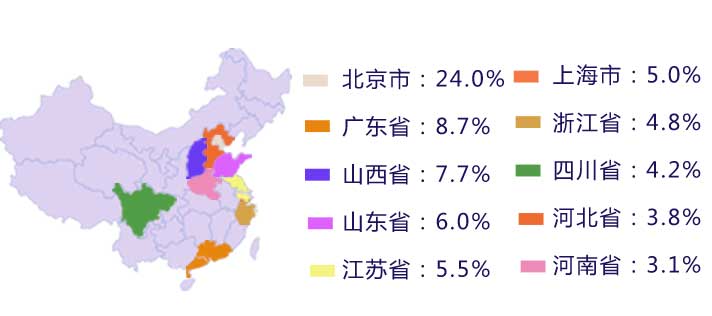 北京市：24.0%
广东省：8.7%
山西省：7.7%
山东省：6.0%
江苏省：5.5%
上海市：5.0%
浙江省：4.8%
四川省：4.2%
河北省：3.8%
河南省：3.1%